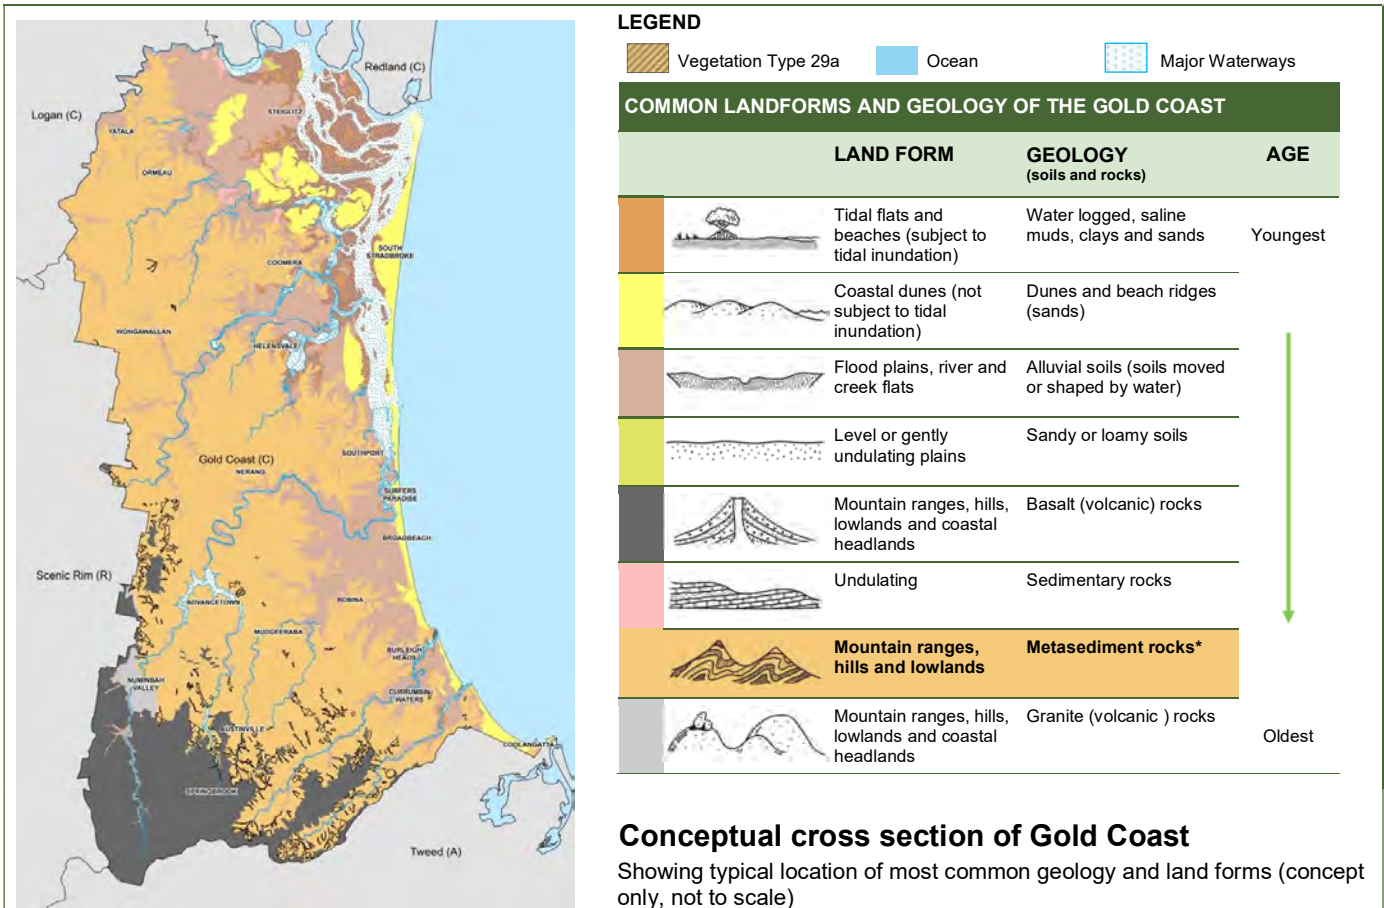 LEGEND
Vegetation Type 29a
Ocean
Major Waterways
COMMON LANDFORMS AND GEOLOGY OF THE GOLD COAST
LAND FORM
GEOLOGY
(soils and rocks)
AGE
Tidal flats and
beaches (subject to
tidal inundation)
Water logged, saline
muds, clays and sands
Youngest
Coastal dunes (not
subject to tidal
inundation)
Dunes and beach ridges
(sands)
Flood plains, river and
creek flats
Alluvial soils (soils moved
or shaped by water)
Level or gently
undulating plains
Sandy or loamy soils
Mountain ranges, hills,
lowlands and coastal
headlands
Basalt (volcanic) rocks
Undulating
Sedimentary rocks
Mountain ranges,
hills and lowlands
Metasediment rocks*
Mountain ranges, hills,
lowlands and coastal
headlands
Granite (volcanic ) rocks
Oldest
Conceptual cross section of Gold Coast
Showing typical location of most common geology and land forms (concept
only, not to scale)
Redland (C)
Logan (C)
STEIGLITZ
YATALA
ORMEAU
SOUTH
STRADBROKE
COOMERA
WONGAWALLAN
HELENSVALE
SOUTHPORT
Gold Coast (C)
NERANG
SURFERS
PARADISE
BROADBEACH
Scenic Rim (R)
ADVANCETOWN
ROBINA
MUDGEERABA
BURLEIGH
HEADS
NUMINBAH
VALLEY
CURRUMBIN
WATERS
AUSTINVILLE
COOLANGATTA
SPRINGBROOK
Tweed (A)